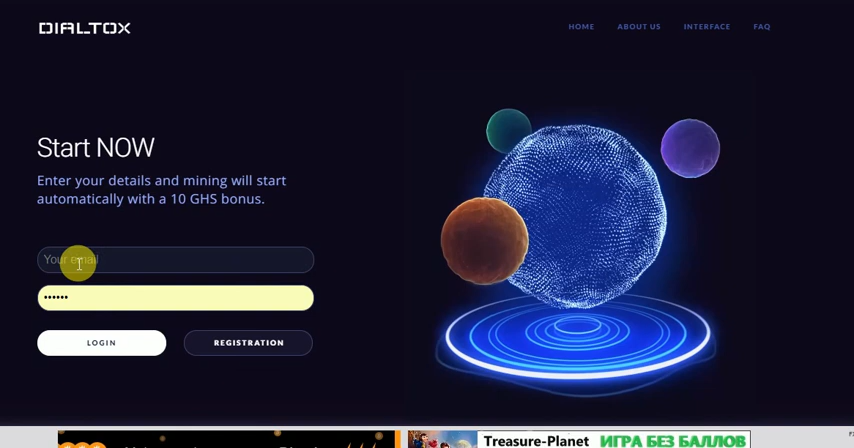 DIALTOX
HOME
ABOUT US
INTERFACE
FAQ
Start NOW
Enter your details and mining will start
automatically with a 10 GHS bonus.
Your email
••••••
LOGIN
REGISTRATION
Treasure-Planet
ИГРА БЕЗ БАЛЛОВ